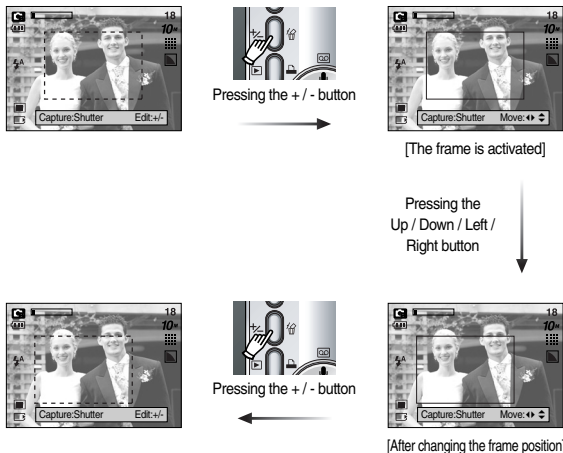 18
10M
Capture:Shutter Edit:+/-
Pressing the + / - button
18
10M
Capture:Shutter Move:
[The frame is activated]
Pressing the
Up / Down / Left /
Right button
18
10M
Capture:Shutter Move:
[After changing the frame position]
Pressing the + / - button
18
10M
Capture:Shutter Edit:+/-